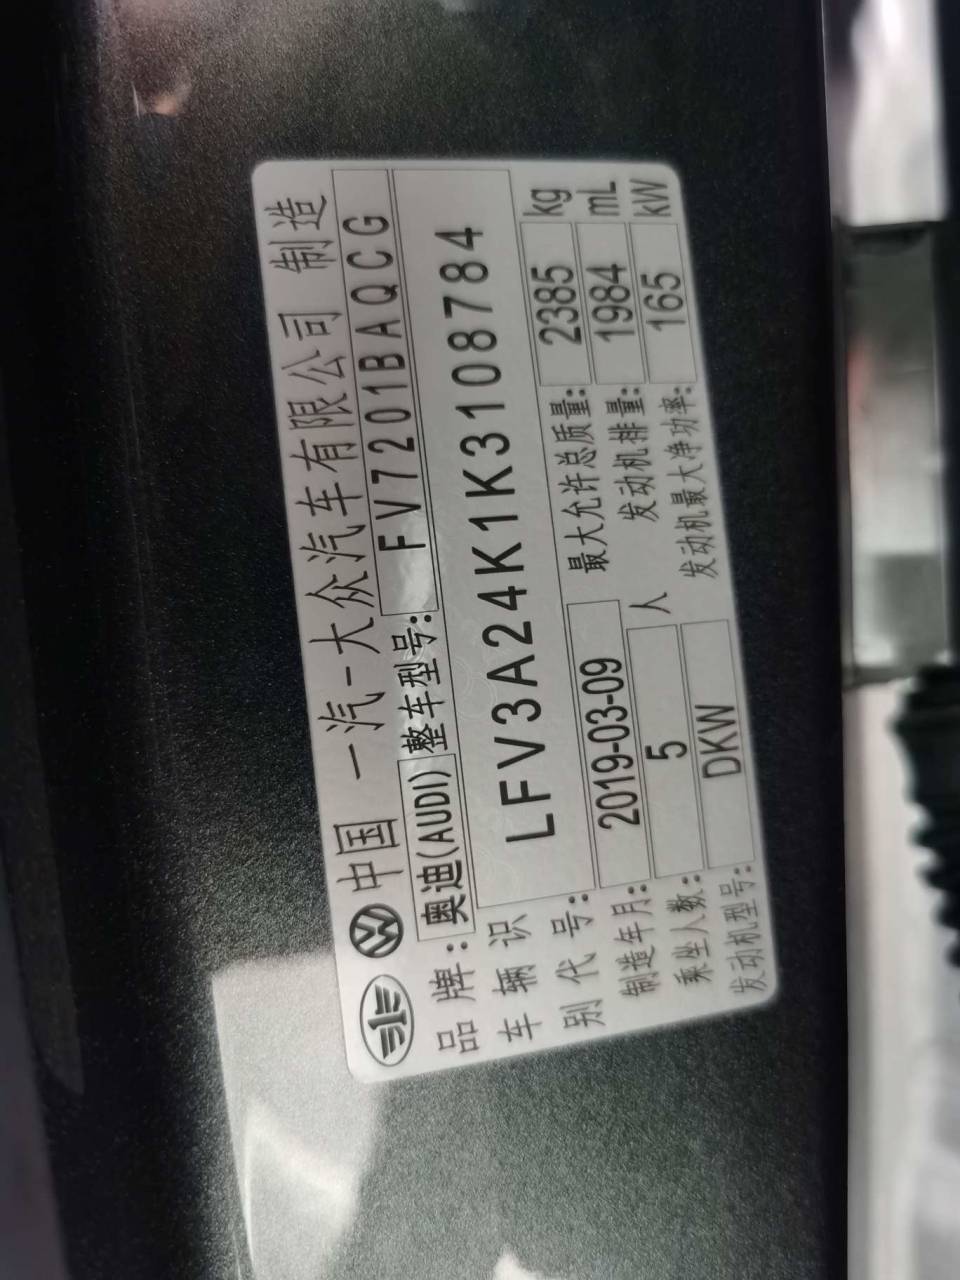 中国 一汽-大众汽车有限公司 制造
品牌: 奥迪(AUDI) 整车型号: FV7201BAQCG
车辆识别代号: LFV3A24K1K3108784
制造年月: 2019-03-09 最大允许总质量: 2385 kg
乘坐人数: 5 人 发动机排量: 1984 mL
发动机型号: DKW 发动机最大净功率: 165 kW